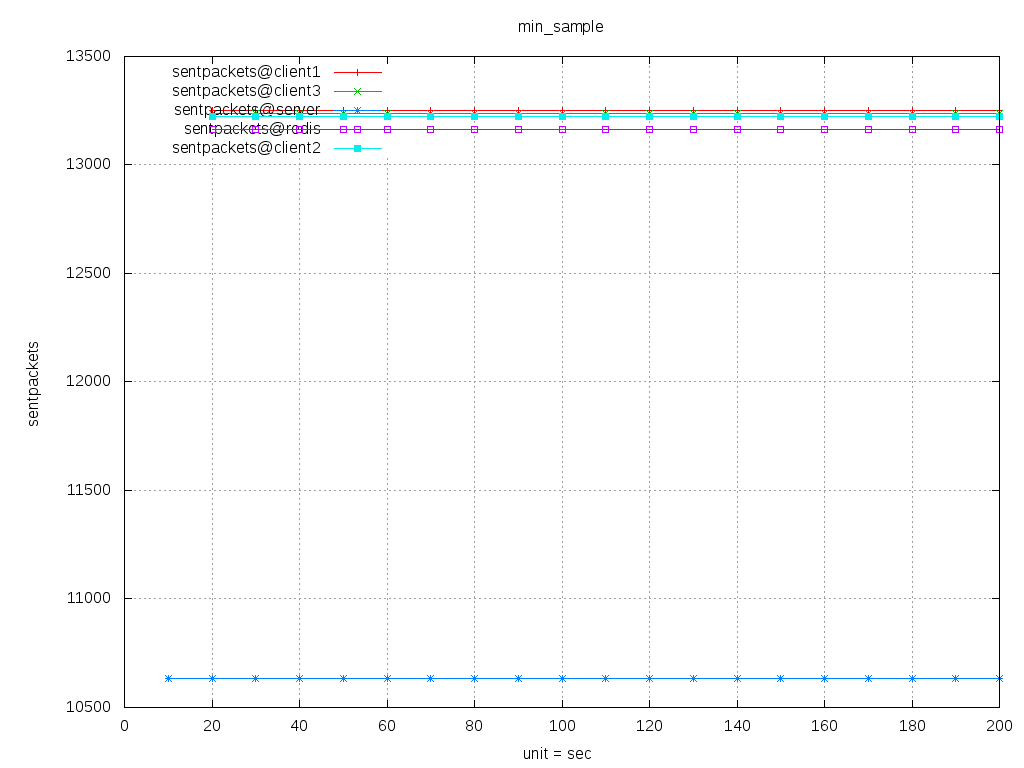 min_sample
13500
13000
12500
12000
11500
11000
10500
sentpackets
sentpackets@client1
sentpackets@client3
sentpackets@server
sentpackets@redis
sentpackets@client2
0 20 40 60 80 100 120 140 160 180 200
unit = sec